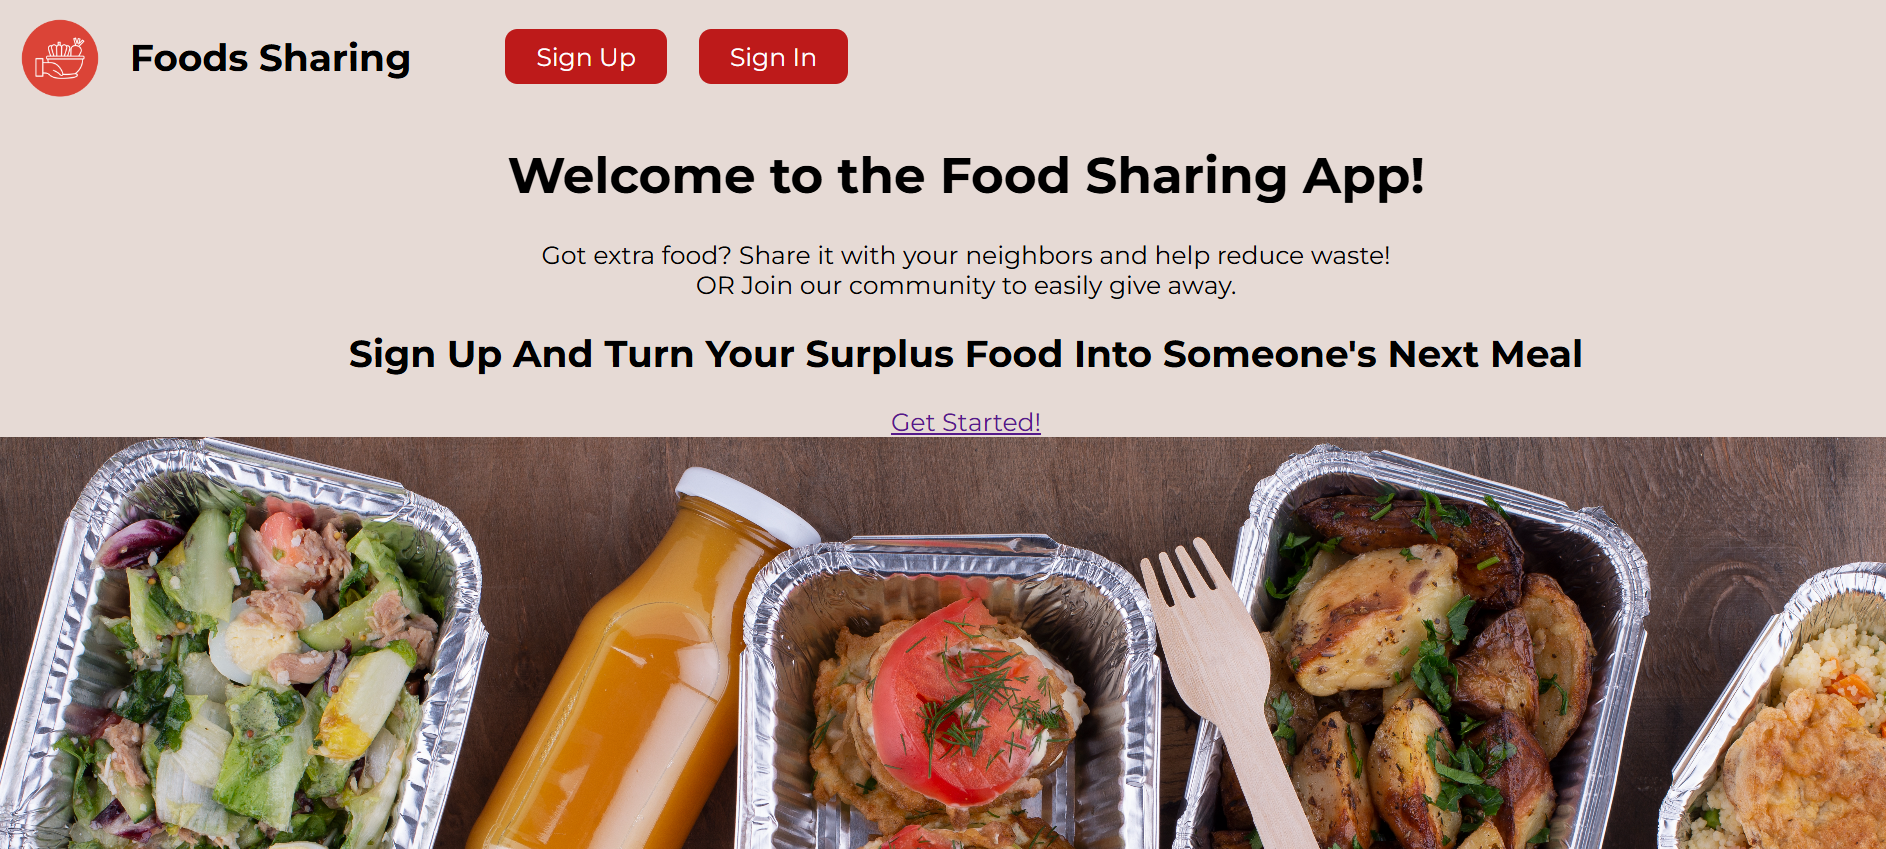 Foods Sharing
Sign Up
Sign In
Welcome to the Food Sharing App!
Got extra food? Share it with your neighbors and help reduce waste!
OR Join our community to easily give away.
Sign Up And Turn Your Surplus Food Into Someone's Next Meal
Get Started!